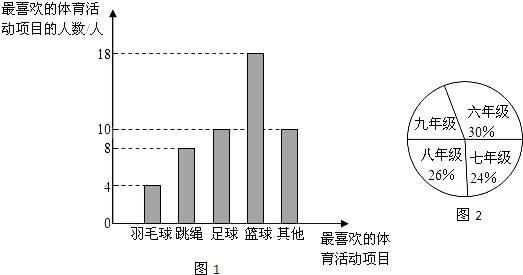 最喜欢的体育活
动项目的人数/人
18
10
8
4
0
羽毛球 跳绳 足球 篮球 其他
最喜欢的体
育活动项目
图1
六年级
30%
九年级
八年级
26%
七年级
24%
图2